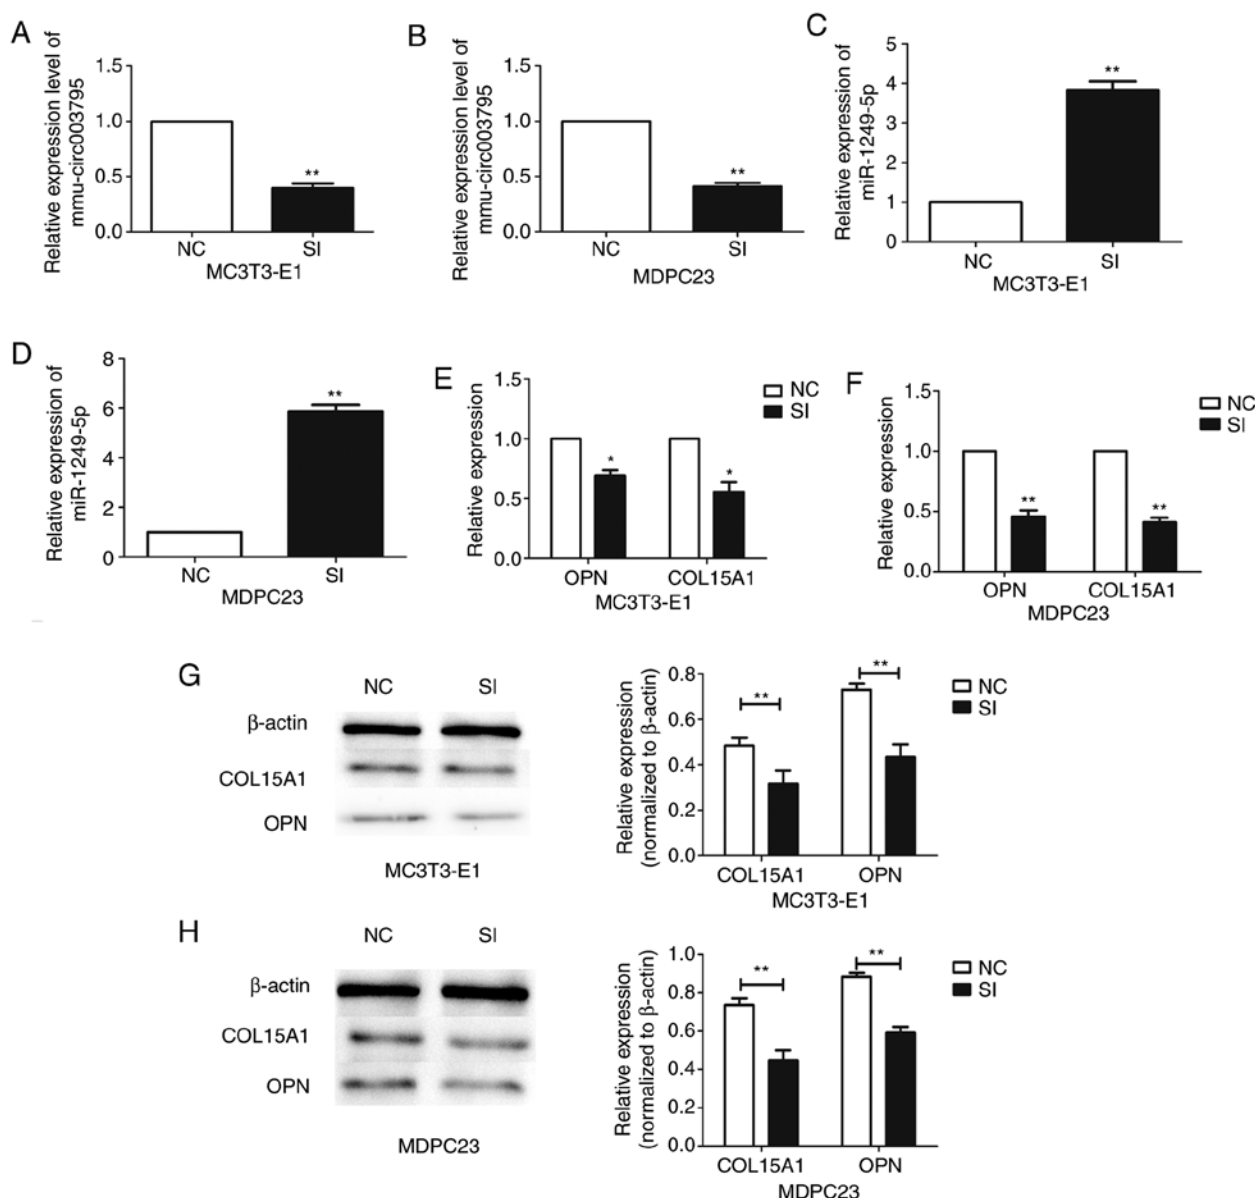 A
Relative expression level of
mmu-circ003795
1.5
1.0
0.5
0.0
**
NC
SI
MC3T3-E1
B
Relative expression level of
mmu-circ003795
1.5
1.0
0.5
0.0
**
NC
SI
MDPC23
C
Relative expression of
miR-1249-5p
5
4
3
2
1
0
**
NC
SI
MC3T3-E1
D
Relative expression of
miR-1249-5p
8
6
4
2
0
**
NC
SI
MDPC23
E
Relative expression
1.5
1.0
0.5
0.0
*
*
NC
SI
OPN
COL15A1
MC3T3-E1
F
Relative expression
1.5
1.0
0.5
0.0
**
**
NC
SI
OPN
COL15A1
MDPC23
G
NC
SI
β-actin
COL15A1
OPN
MC3T3-E1
Relative expression
(normalized to β-actin)
0.8
0.6
0.4
0.2
0.0
**
**
NC
SI
COL15A1
OPN
MC3T3-E1
H
NC
SI
β-actin
COL15A1
OPN
MDPC23
Relative expression
(normalized to β-actin)
1.0
0.8
0.6
0.4
0.2
0.0
**
**
NC
SI
COL15A1
OPN
MDPC23